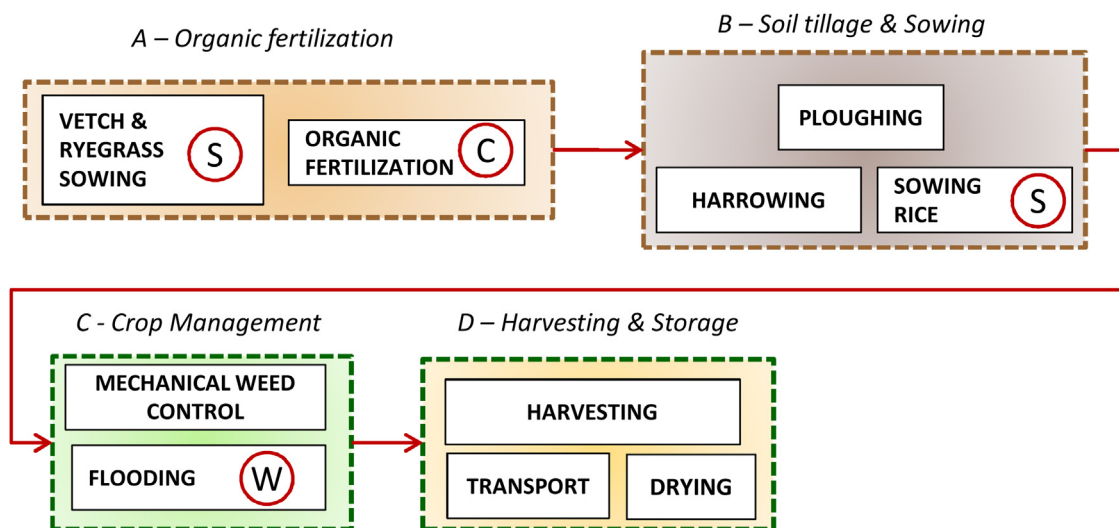 A – Organic fertilization
VETCH &
RYEGRASS
SOWING
S
ORGANIC
FERTILIZATION
C
B – Soil tillage & Sowing
PLOUGHING
HARROWING
SOWING
RICE
S
C - Crop Management
MECHANICAL WEED
CONTROL
FLOODING
W
D – Harvesting & Storage
HARVESTING
TRANSPORT
DRYING